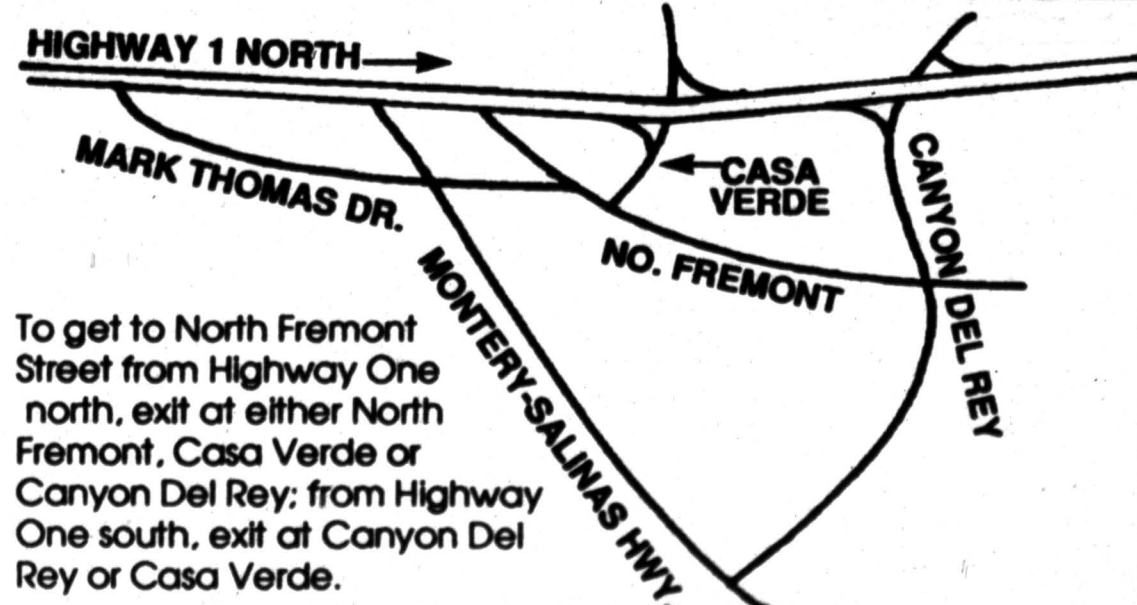 HIGHWAY 1 NORTH
MARK THOMAS DR.
CASA
VERDE
CANYON DEL REY
NO. FREMONT
MONTERY-SALINAS HWY.
To get to North Fremont
Street from Highway One
north, exit at either North
Fremont, Casa Verde or
Canyon Del Rey; from Highway
One south, exit at Canyon Del
Rey or Casa Verde.